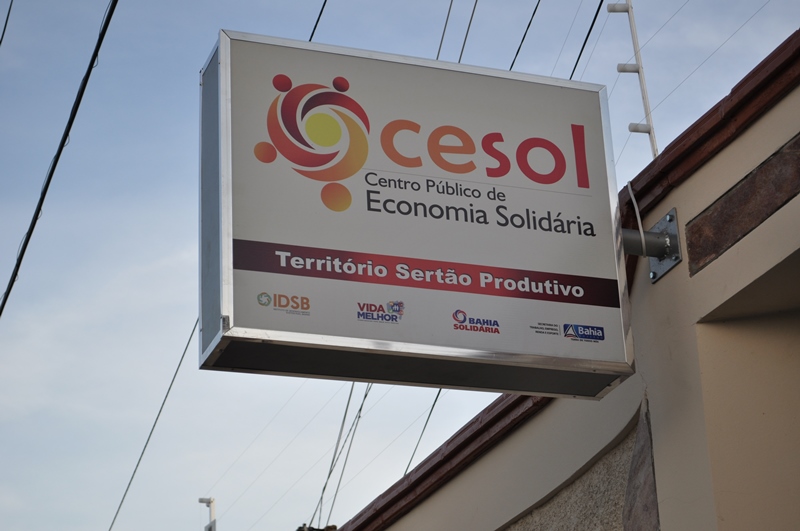 cesol
Centro Público de
Economia Solidária
Território Sertão Produtivo
IDSB
VIDA
MELHOR
BAHIA
SOLIDÁRIA
Bahia